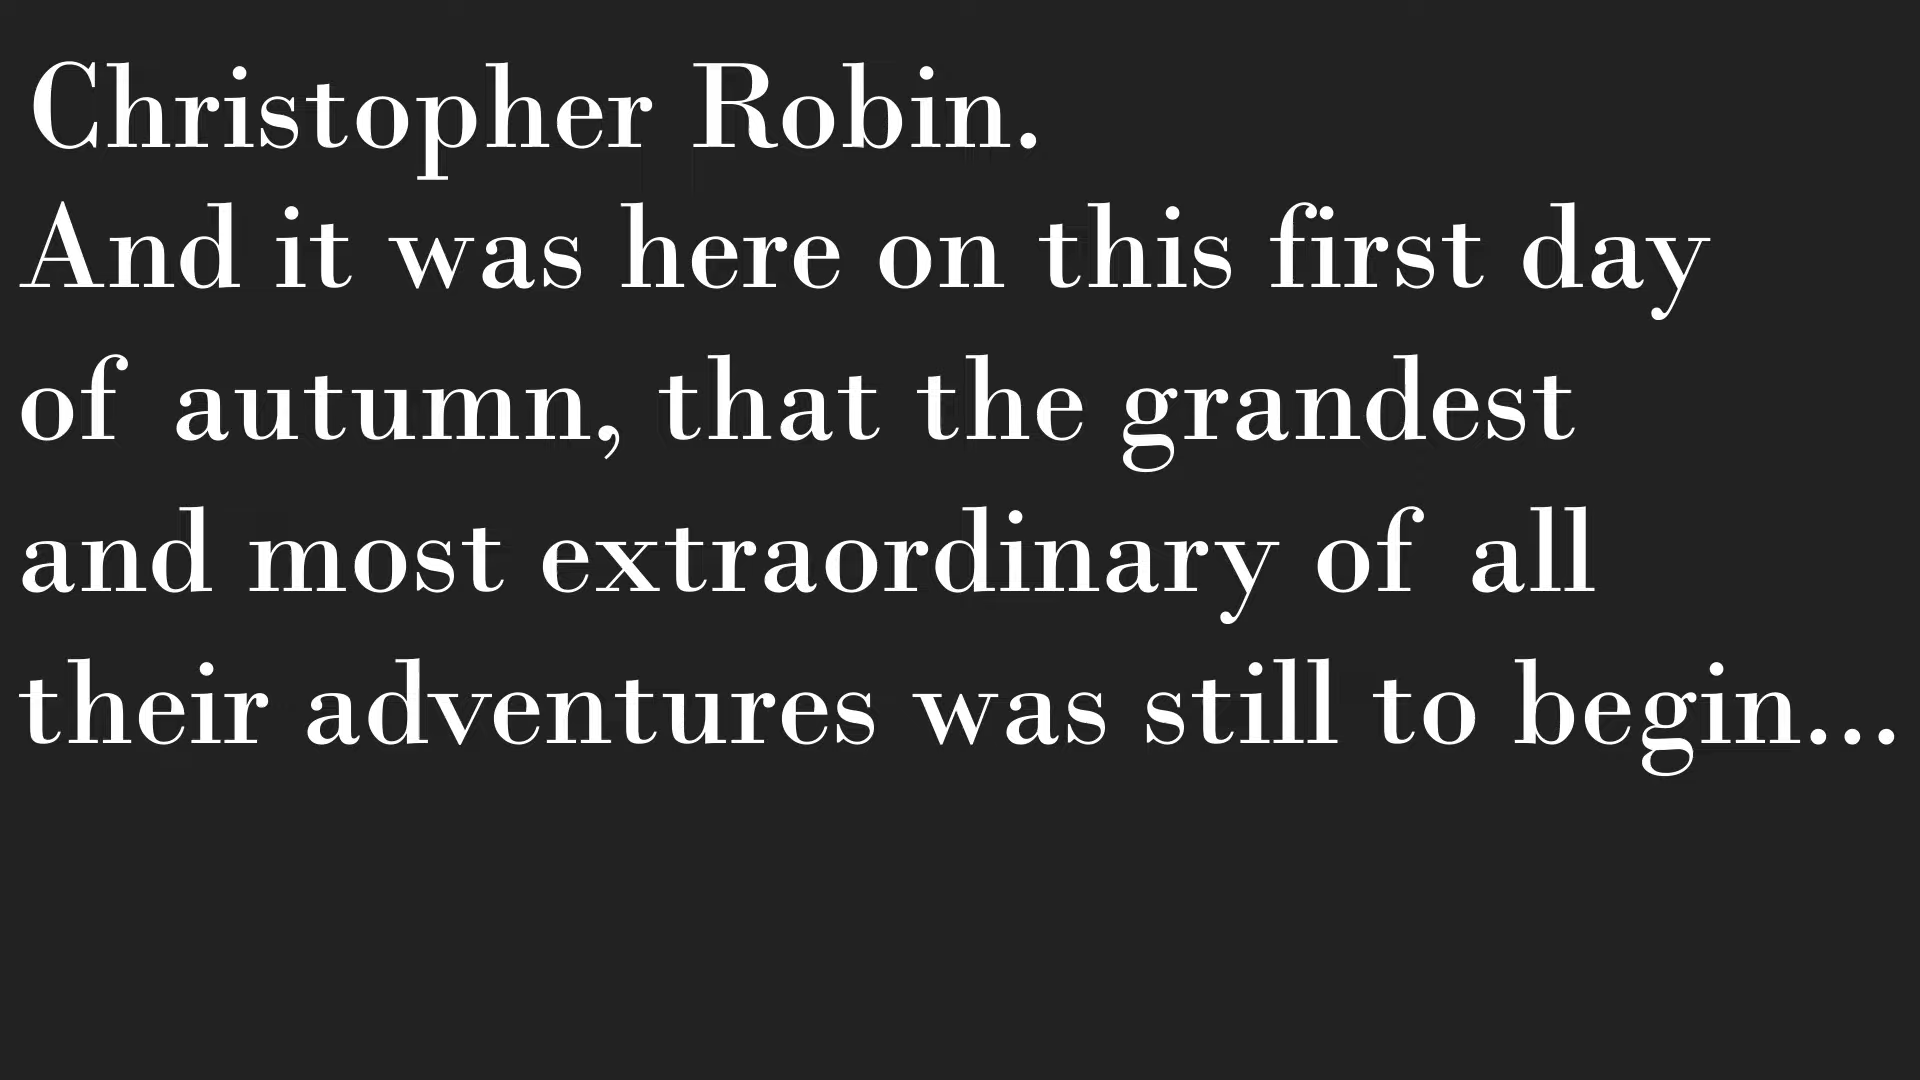 Christopher Robin.
And it was here on this first day
of autumn, that the grandest
and most extraordinary of all
their adventures was still to begin...